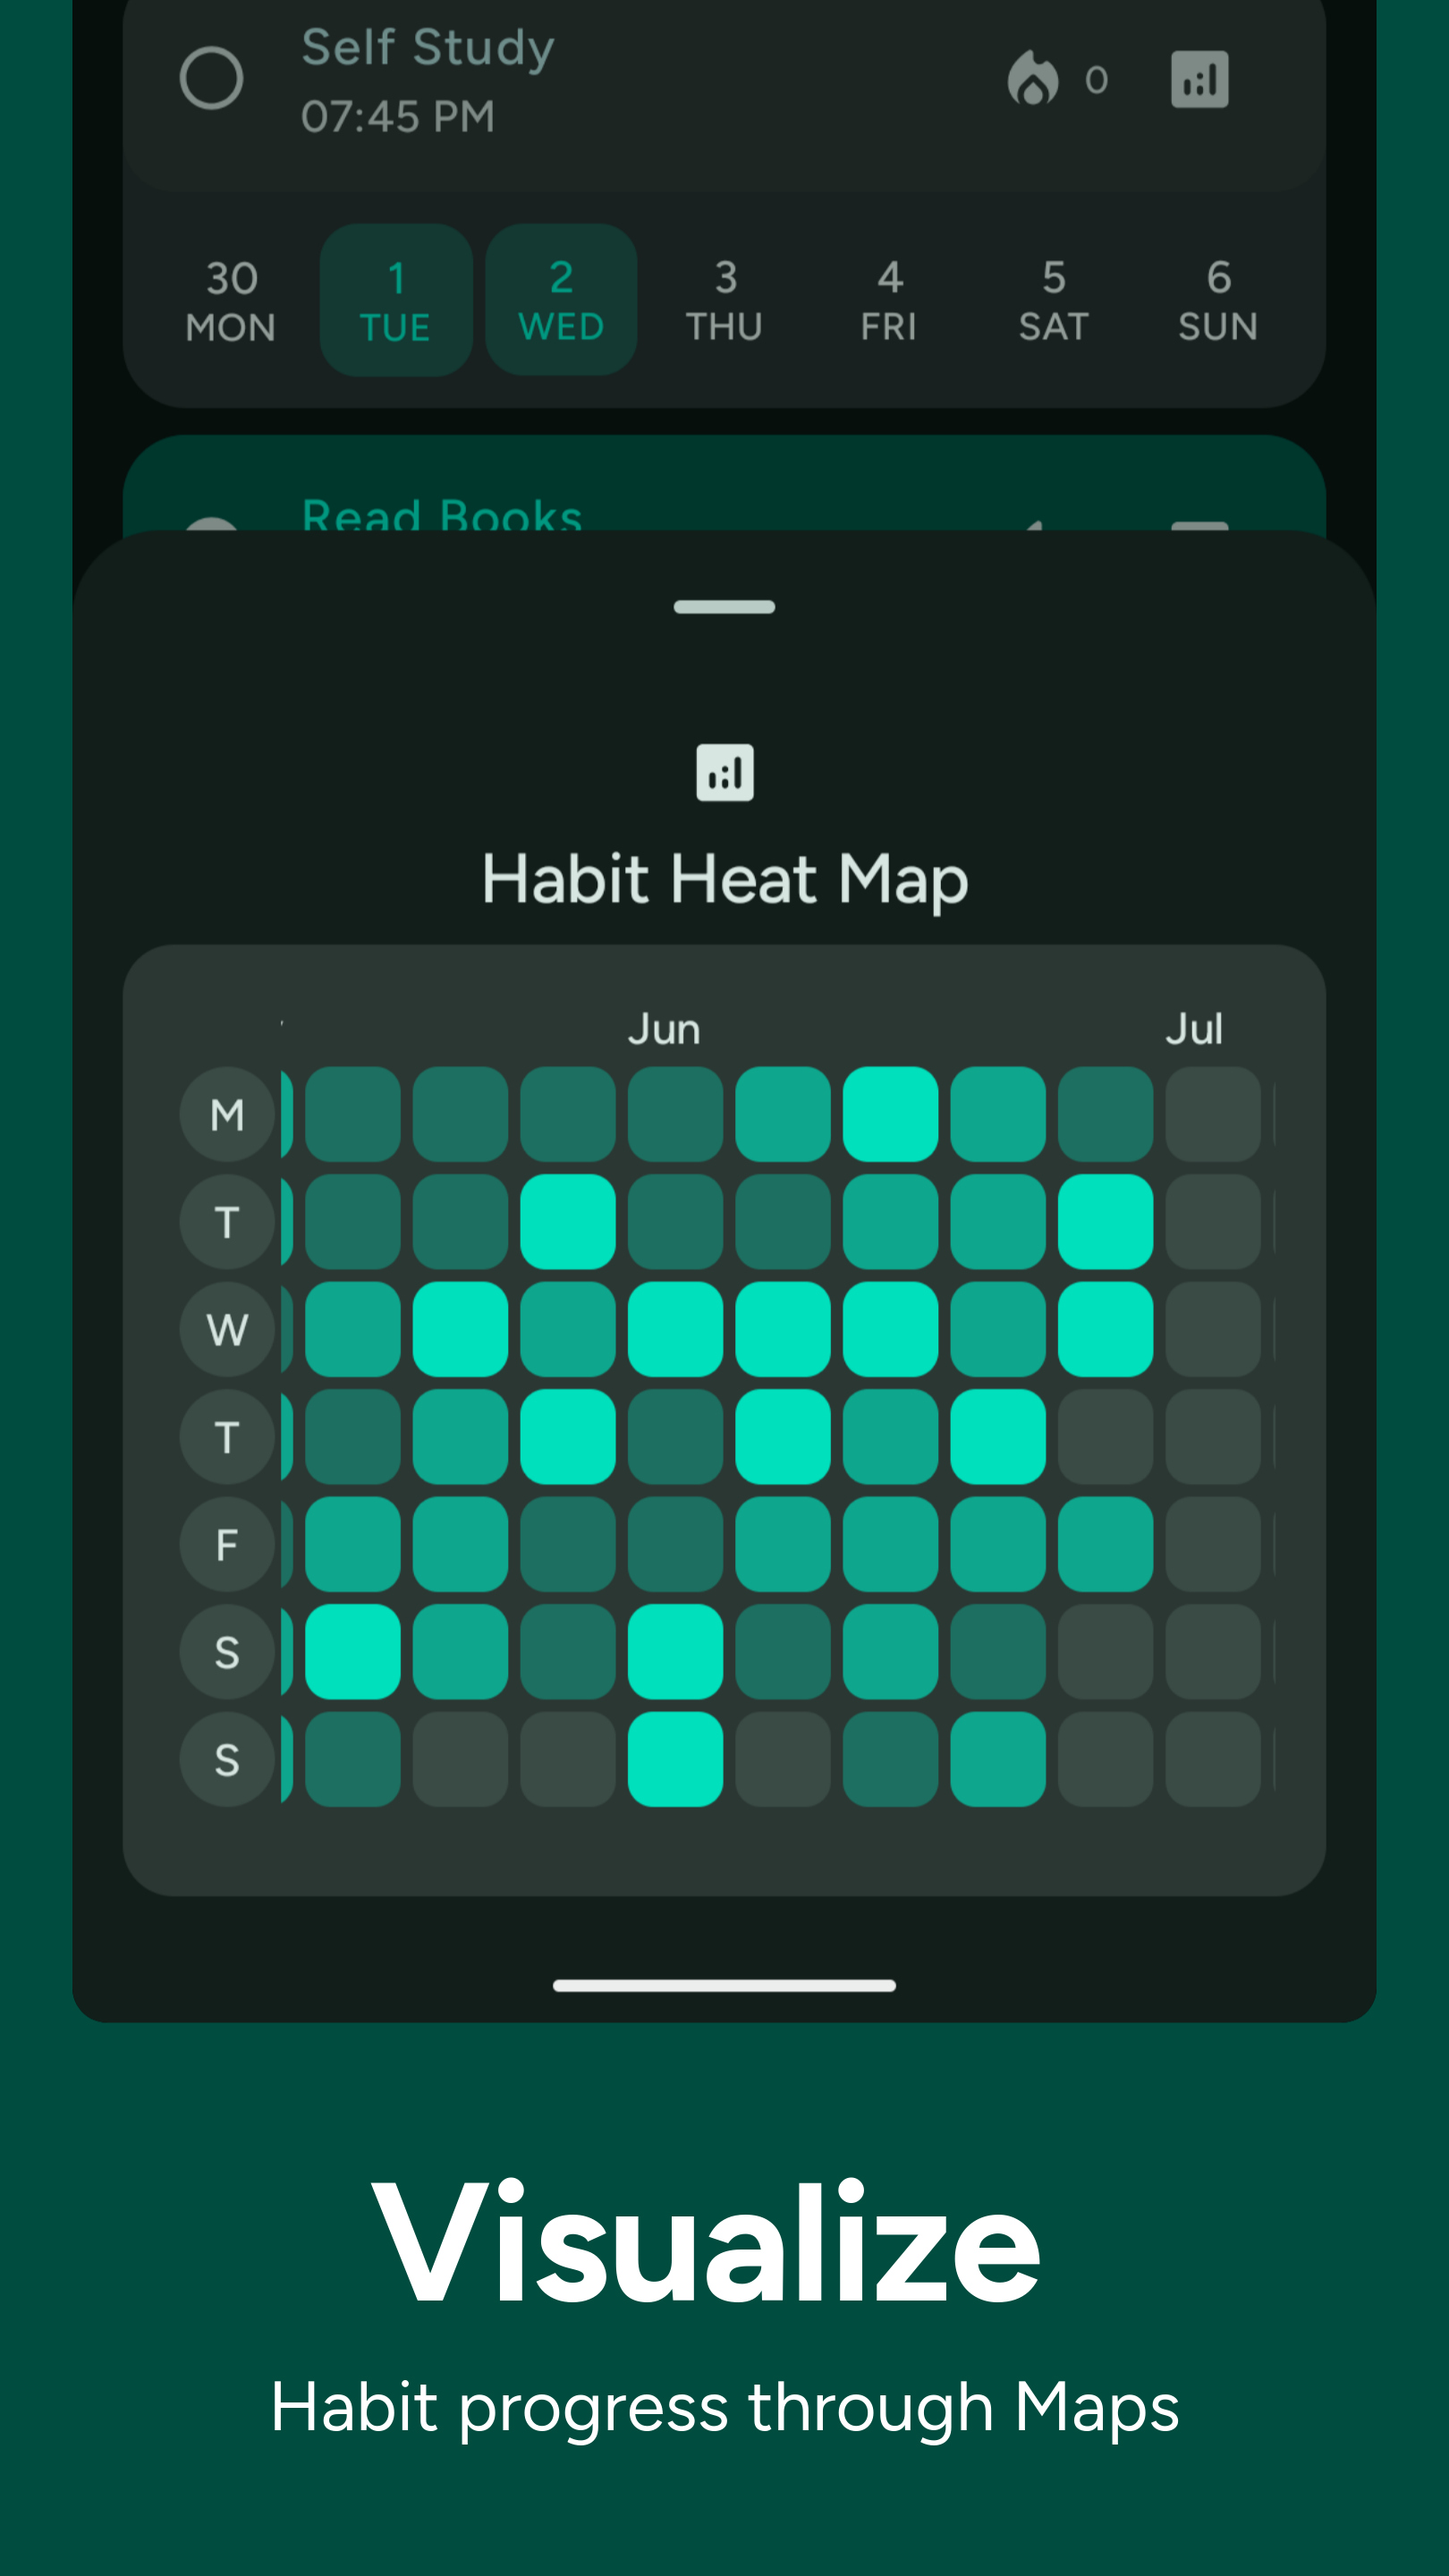 Self Study
07:45 PM
0
30 1 2 3 4 5 6
MON TUE WED THU FRI SAT SUN
Read Books
Habit Heat Map
Jun Jul
M
T
W
T
F
S
S
Visualize
Habit progress through Maps